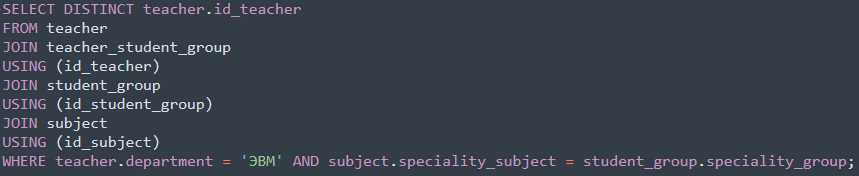 SELECT DISTINCT teacher.id_teacher
FROM teacher
JOIN teacher_student_group
USING (id_teacher)
JOIN student_group
USING (id_student_group)
JOIN subject
USING (id_subject)
WHERE teacher.department = 'ЭВМ' AND subject.speciality_subject = student_group.speciality_group;